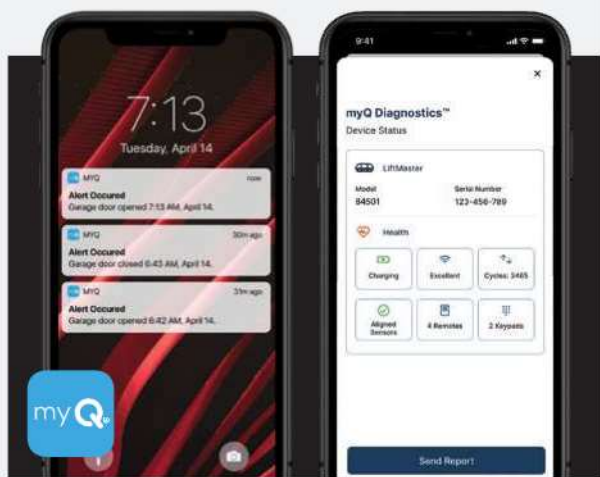 7:13
Tuesday, April 14
MYQ
now
Alert Occured
Garage door opened 7:13 AM, April 14.
MYQ
30m ago
Alert Occured
Garage door closed 6:43 AM, April 14.
MYQ
31m ago
Alert Occured
Garage door opened 6:42 AM, April 14.
myQ
9:41
myQ Diagnostics™
Device Status
LiftMaster
Model
Serial Number
84501
123-456-789
Health
Charging
Excellent
Cycles: 3465
Aligned
Sensors
4 Remotes
2 Keypads
Send Report